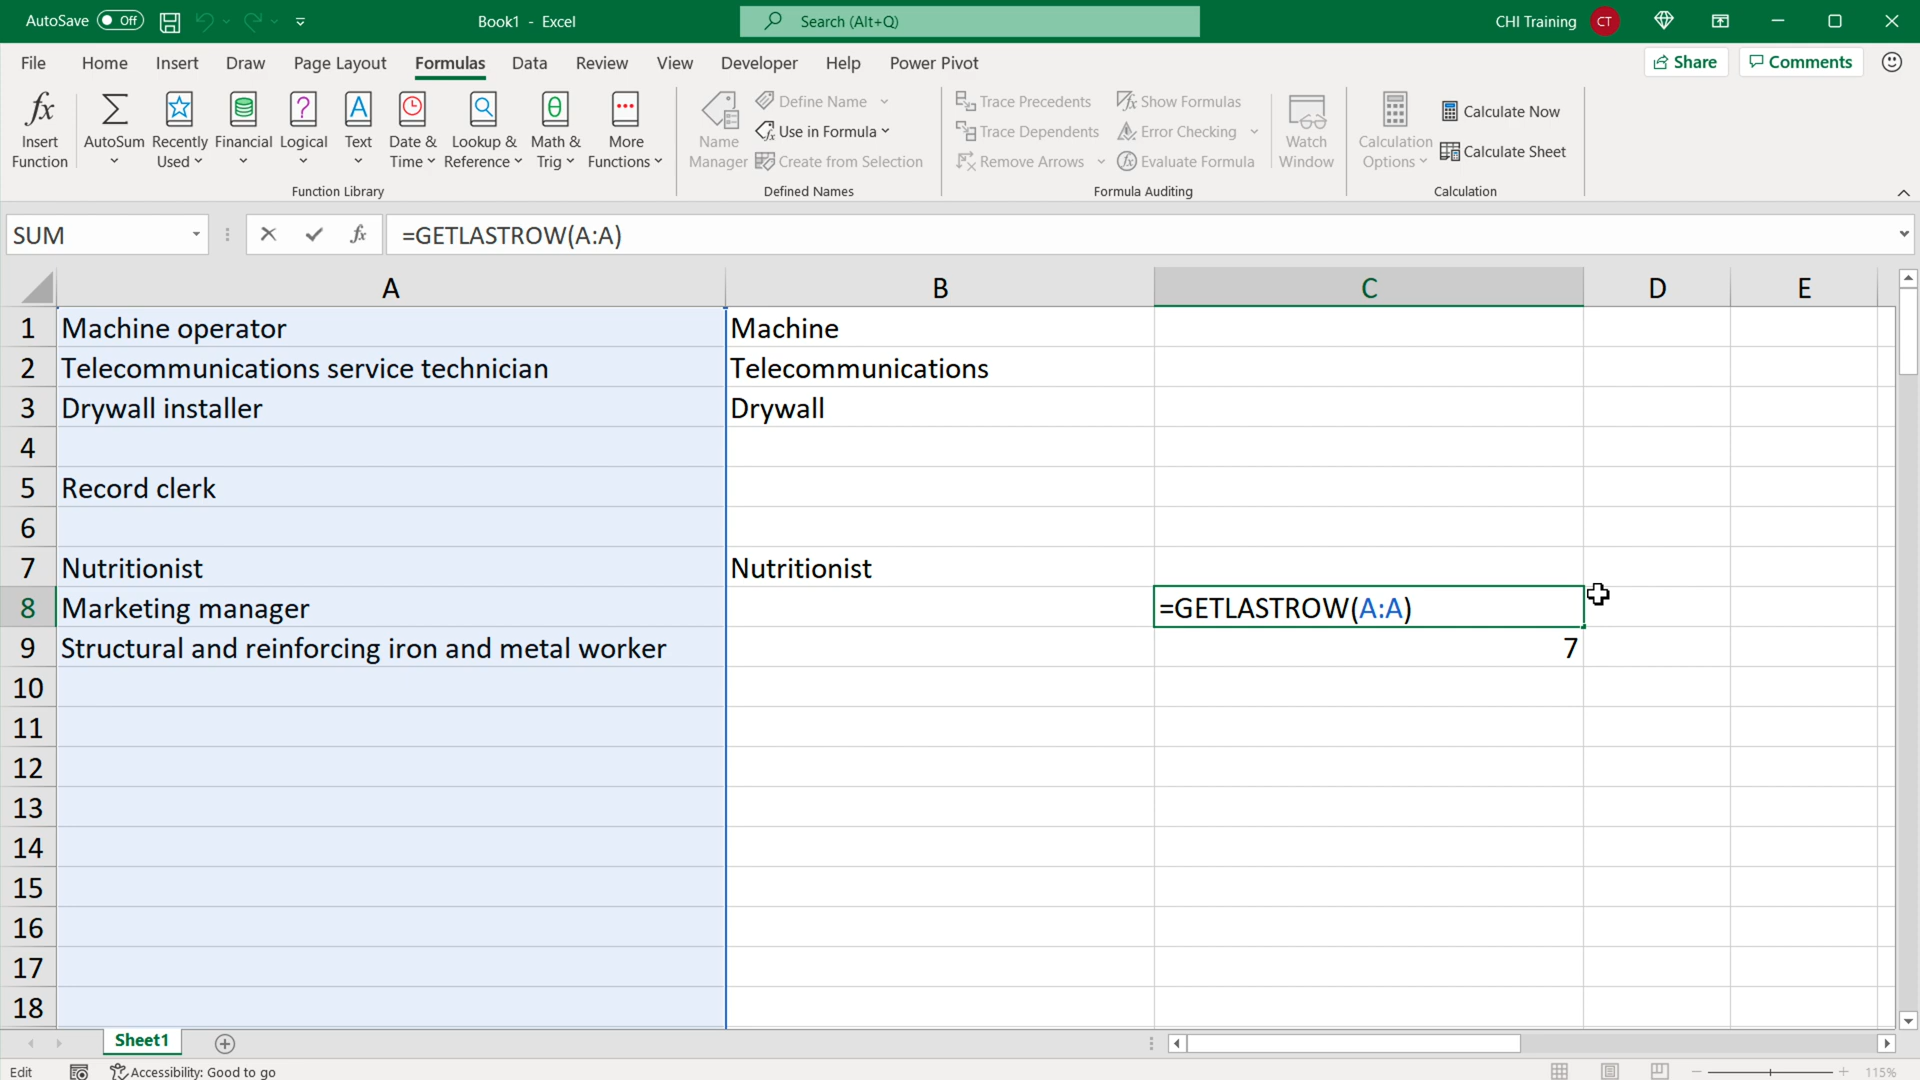 AutoSave Off Book1 - Excel Search (Alt+Q) CHI Training CT
File Home Insert Draw Page Layout Formulas Data Review View Developer Help Power Pivot Share Comments
fx Insert Function
AutoSum
Recently Used
Financial
Logical
Text
Date & Time
Lookup & Reference
Math & Trig
More Functions
Function Library
Name Manager
Define Name
Use in Formula
Create from Selection
Defined Names
Trace Precedents
Trace Dependents
Remove Arrows
Show Formulas
Error Checking
Evaluate Formula
Formula Auditing
Watch Window
Calculation Options
Calculate Now
Calculate Sheet
Calculation
SUM fx =GETLASTROW(A:A)
A B C D E
1 Machine operator Machine
2 Telecommunications service technician Telecommunications
3 Drywall installer Drywall
4
5 Record clerk
6
7 Nutritionist Nutritionist
8 Marketing manager =GETLASTROW(A:A)
9 Structural and reinforcing iron and metal worker 7
10
11
12
13
14
15
16
17
18
Sheet1
Edit Accessibility: Good to go 115%